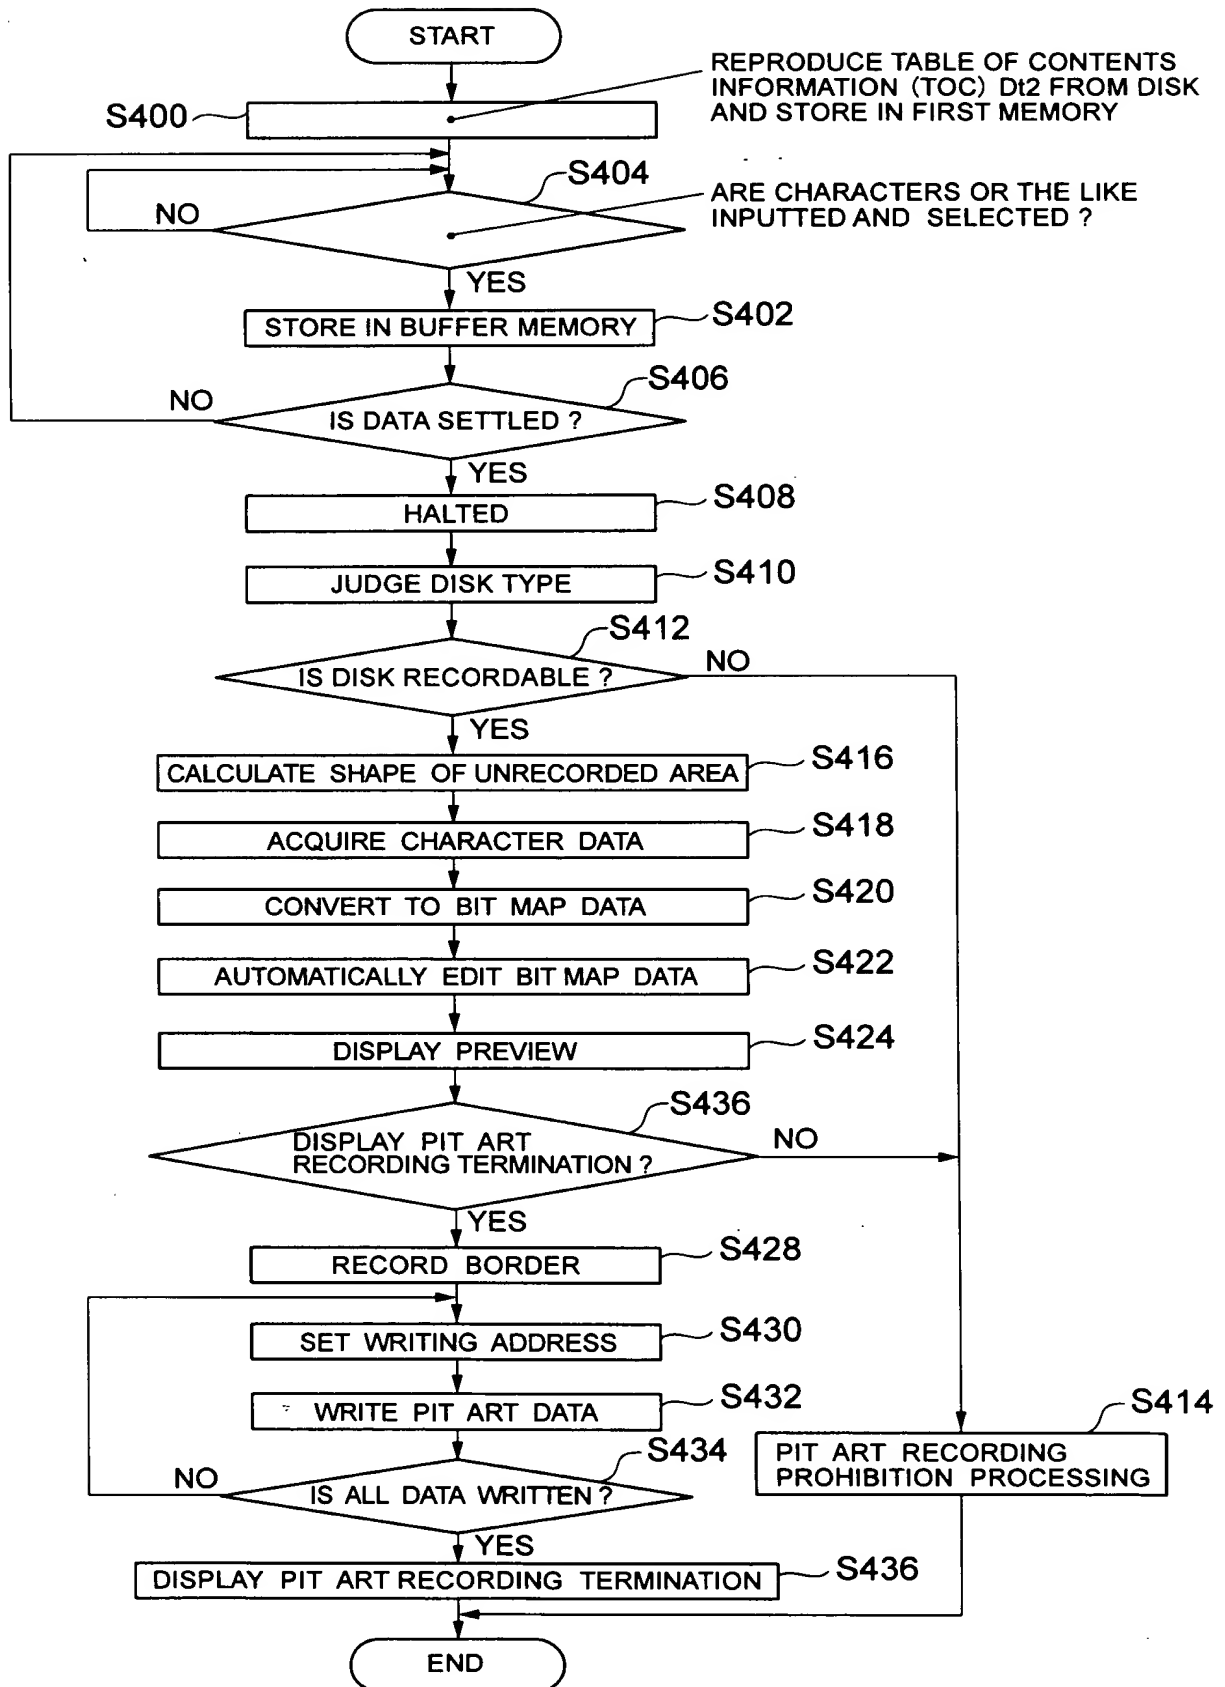 START
REPRODUCE TABLE OF CONTENTS
INFORMATION (TOC) Dt2 FROM DISK
AND STORE IN FIRST MEMORY
S400
S404
ARE CHARACTERS OR THE LIKE
INPUTTED AND SELECTED ?
NO
YES
STORE IN BUFFER MEMORY
S402
S406
NO
IS DATA SETTLED ?
YES
HALTED
S408
JUDGE DISK TYPE
S410
S412
IS DISK RECORDABLE ?
NO
YES
CALCULATE SHAPE OF UNRECORDED AREA
S416
ACQUIRE CHARACTER DATA
S418
CONVERT TO BIT MAP DATA
S420
AUTOMATICALLY EDIT BIT MAP DATA
S422
DISPLAY PREVIEW
S424
S436
DISPLAY PIT ART
RECORDING TERMINATION ?
NO
YES
RECORD BORDER
S428
SET WRITING ADDRESS
S430
WRITE PIT ART DATA
S432
S414
PIT ART RECORDING
PROHIBITION PROCESSING
S434
NO
IS ALL DATA WRITTEN ?
YES
DISPLAY PIT ART RECORDING TERMINATION
S436
END